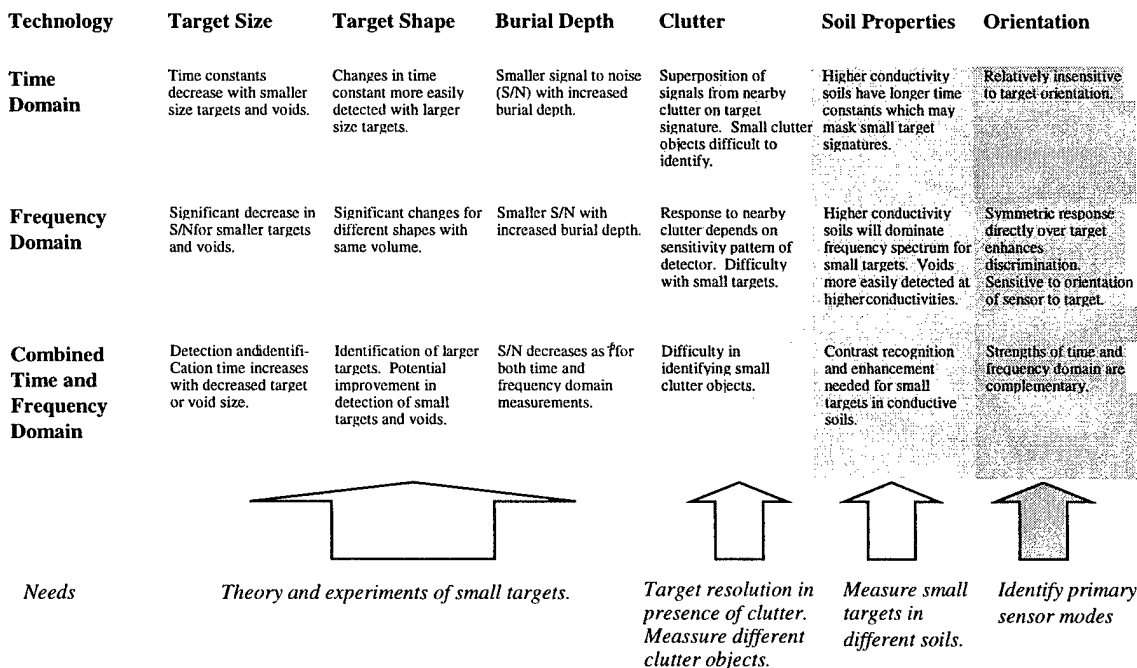 Technology
Target Size
Target Shape
Burial Depth
Clutter
Soil Properties
Orientation
Time
Domain
Time constants
decrease with smaller
size targets and voids.
Changes in time
constant more easily
detected with larger
size targets.
Smaller signal to noise
(S/N) with increased
burial depth.
Superposition of
signals from nearby
clutter on target
signature. Small clutter
objects difficult to
identify.
Higher conductivity
soils have longer time
constants which may
mask small target
signatures.
Relatively insensitive
to target orientation.
Frequency
Domain
Significant decrease in
S/Nfor smaller targets
and voids.
Significant changes for
different shapes with
same volume.
Smaller S/N with
increased burial depth.
Response to nearby
clutter depends on
sensitivity pattern of
detector. Difficulty
with small targets.
Higher conductivity
soils will dominate
frequency spectrum for
small targets. Voids
more easily detected at
higherconductivities.
Symmetric response
directly over target
enhances
discrimination.
Sensitive to orientation
of sensor to target.
Combined
Time and
Frequency
Domain
Detection andidentifi-
Cation time increases
with decreased target
or void size.
Identification of larger
targets. Potential
improvement in
detection of small
targets and voids.
S/N decreases as for
both time and
frequency domain
measurements.
Difficulty in
identifying small
clutter objects.
Contrast recognition
and enhancement
needed for small
targets in conductive
soils.
Strengths of time and
frequency domain are
complementary.
Needs
Theory and experiments of small targets.
Target resolution in
presence of clutter.
Meassure different
clutter objects.
Measure small
targets in
different soils.
Identify primary
sensor modes